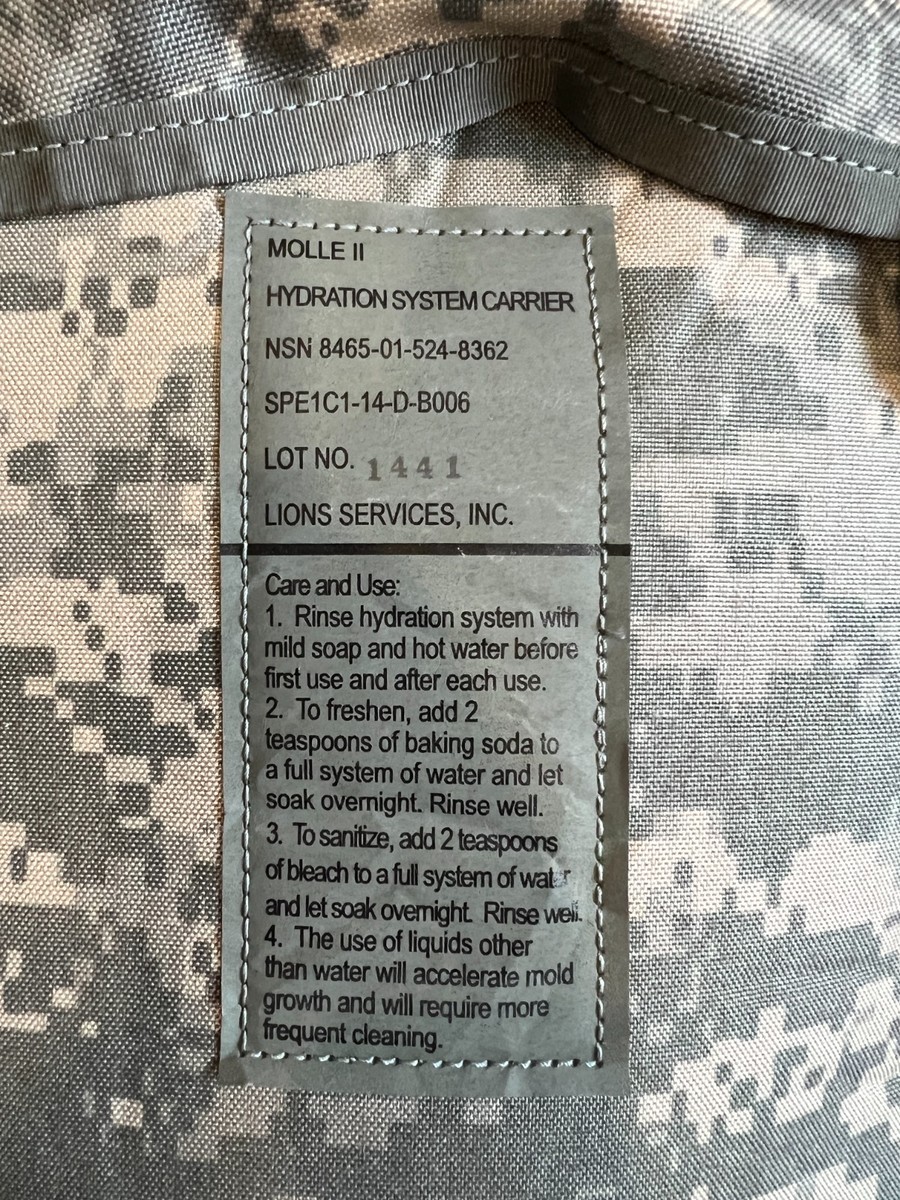 MOLLE II
HYDRATION SYSTEM CARRIER
NSN 8465-01-524-8362
SPE1C1-14-D-B006
LOT NO. 1441
LIONS SERVICES, INC.
Care and Use:
1. Rinse hydration system with
mild soap and hot water before
first use and after each use.
2. To freshen, add 2
teaspoons of baking soda to
a full system of water and let
soak overnight. Rinse well.
3. To sanitize, add 2 teaspoons
of bleach to a full system of water
and let soak overnight. Rinse well.
4. The use of liquids other
than water will accelerate mold
growth and will require more
frequent cleaning.